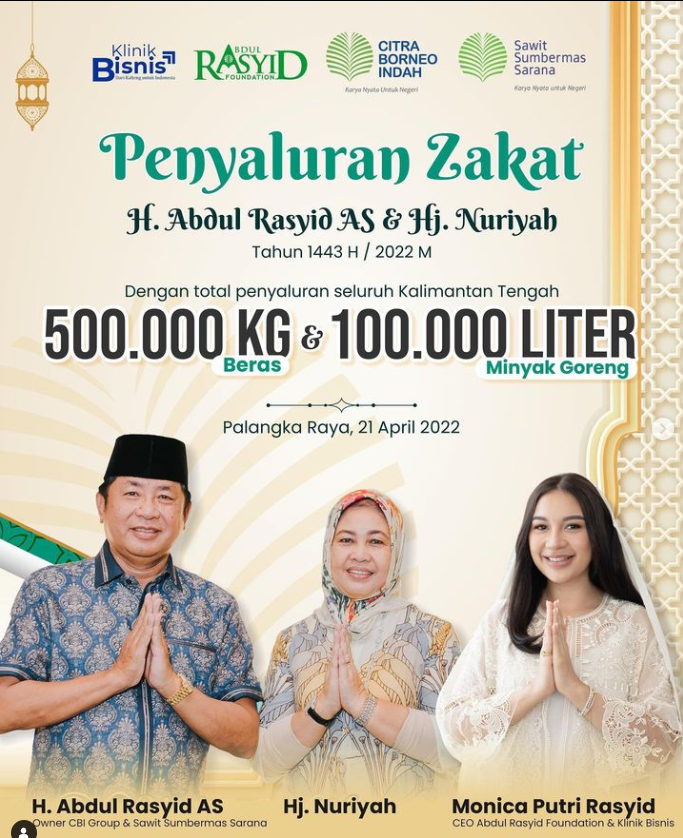 Klinik
Bisnis
Dari Kalteng untuk Indonesia
ABDUL
RASYID
FOUNDATION
CITRA
BORNEO
INDAH
Karya Nyata Untuk Negeri
Sawit
Sumbermas
Sarana
Karya Nyata untuk Negeri
Penyaluran Zakat
H. Abdul Rasyid AS & Hj. Nuriyah
Tahun 1443 H / 2022 M
Dengan total penyaluran seluruh Kalimantan Tengah
500.000 KG & 100.000 LITER
Beras
Minyak Goreng
Palangka Raya, 21 April 2022
H. Abdul Rasyid AS
Owner CBI Group & Sawit Sumbermas Sarana
Hj. Nuriyah
Monica Putri Rasyid
CEO Abdul Rasyid Foundation & Klinik Bisnis